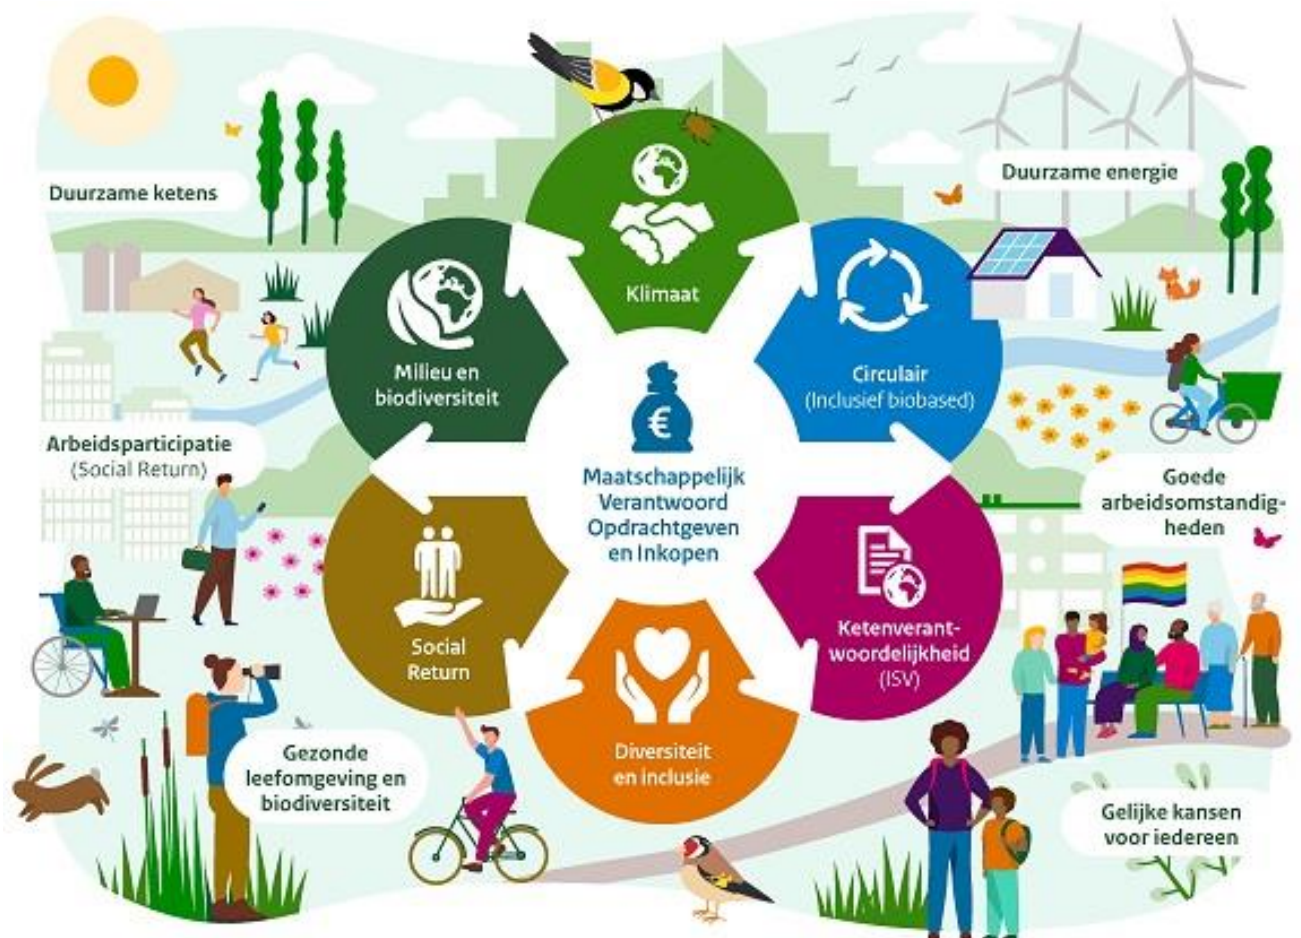 Duurzame ketens
Duurzame energie
Klimaat
Milieu en
biodiversiteit
Circulair
(Inclusief biobased)
Arbeidsparticipatie
(Social Return)
€
Maatschappelijk
Verantwoord
Opdrachtgeven
en Inkopen
Goede
arbeidsomstandig-
heden
Social
Return
Ketenverant-
woordelijkheid
(ISV)
Diversiteit
en inclusie
Gezonde
leefomgeving en
biodiversiteit
Gelijke kansen
voor iedereen